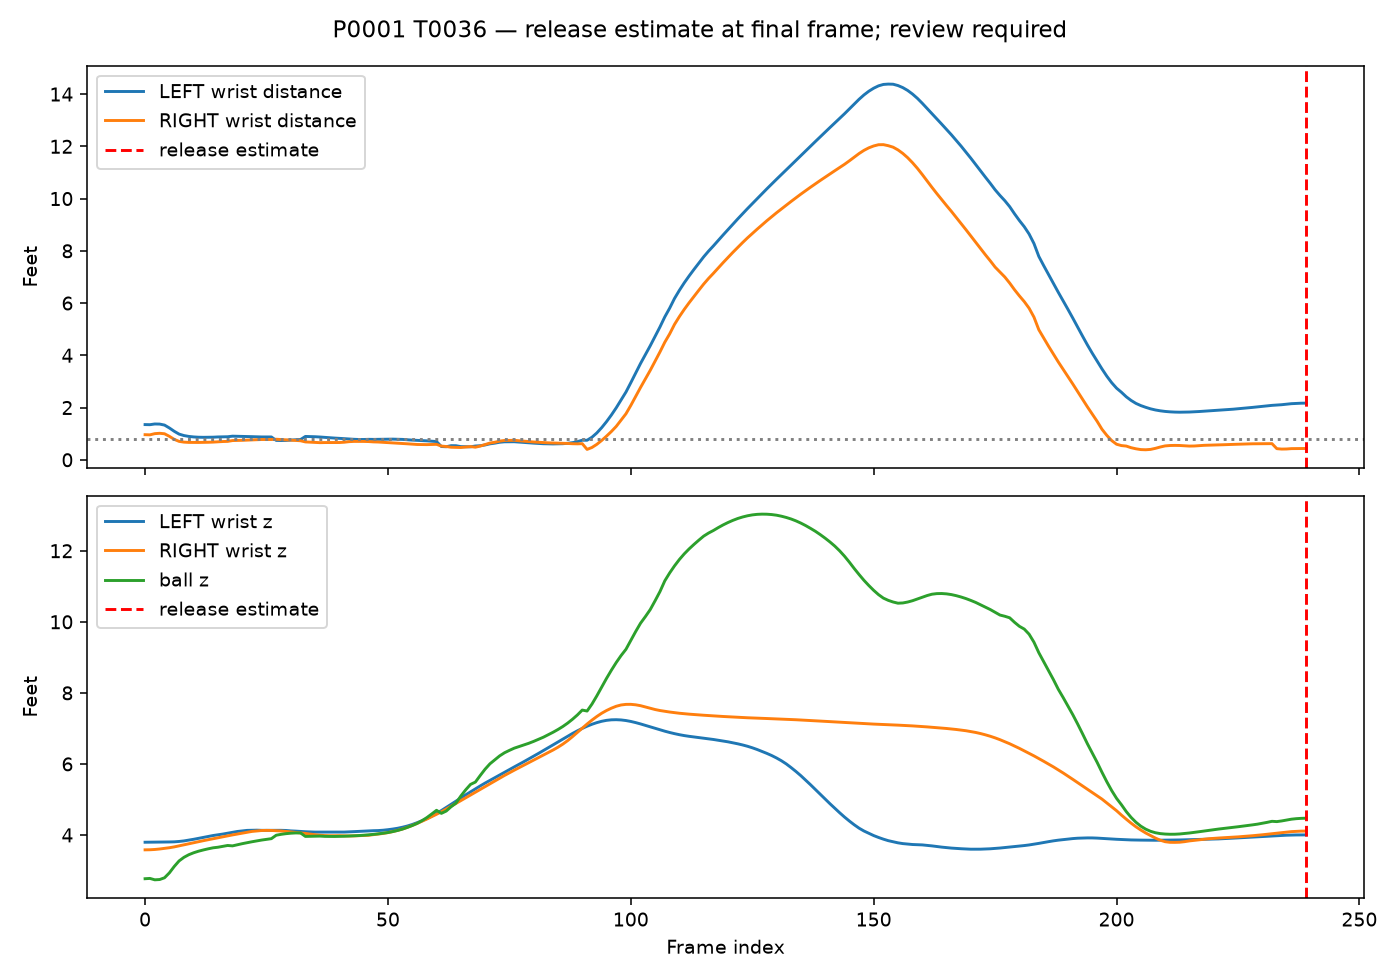 P0001 T0036 — release estimate at final frame; review required
LEFT wrist distance
RIGHT wrist distance
release estimate
Feet
14
12
10
8
6
4
2
0
LEFT wrist z
RIGHT wrist z
ball z
release estimate
Feet
12
10
8
6
4
0
50
100
150
200
250
Frame index